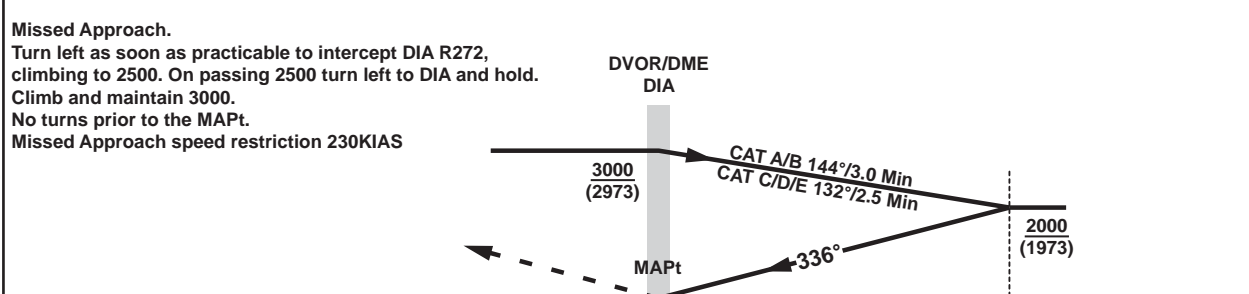 Missed Approach.
Turn left as soon as practicable to intercept DIA R272,
climbing to 2500. On passing 2500 turn left to DIA and hold.
Climb and maintain 3000.
No turns prior to the MAPt.
Missed Approach speed restriction 230KIAS
DVOR/DME
DIA
3000
(2973)
CAT A/B 144°/3.0 Min
CAT C/D/E 132°/2.5 Min
2000
(1973)
336°
MAPt